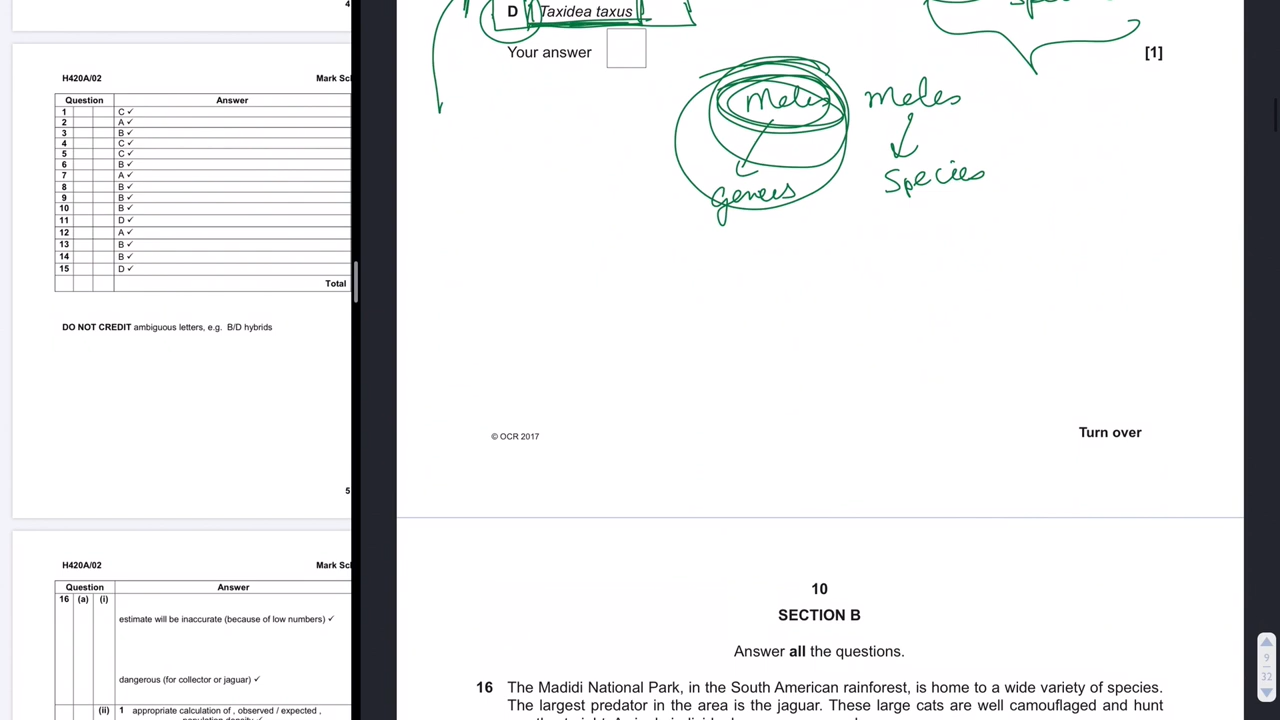 4
H420A/02 Mark Sc
Question Answer
1 C ✓
2 A ✓
3 B ✓
4 C ✓
5 C ✓
6 B ✓
7 A ✓
8 B ✓
9 B ✓
10 B ✓
11 D ✓
12 A ✓
13 B ✓
14 B ✓
15 D ✓
Total
DO NOT CREDIT ambiguous letters, e.g. B/D hybrids
5
H420A/02 Mark Sc
Question Answer
16 (a) (i)
estimate will be inaccurate (because of low numbers) ✓
dangerous (for collector or jaguar) ✓
(ii) 1 appropriate calculation of , observed / expected ,
D Taxidea taxus
Your answer
[1]
Meles meles
Genus Species
© OCR 2017
Turn over
10
SECTION B
Answer all the questions.
16 The Madidi National Park, in the South American rainforest, is home to a wide variety of species.
The largest predator in the area is the jaguar. These large cats are well camouflaged and hunt
9
32